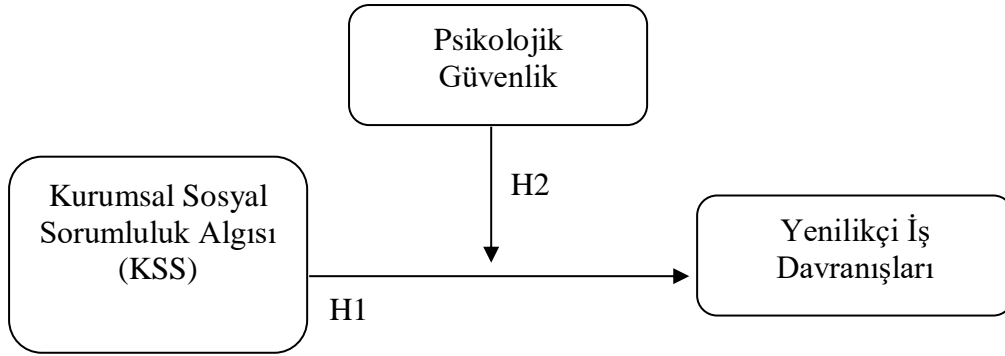 Psikolojik
Güvenlik
H2
Kurumsal Sosyal
Sorumluluk Algısı
(KSS)
Yenilikçi İş
Davranışları
H1